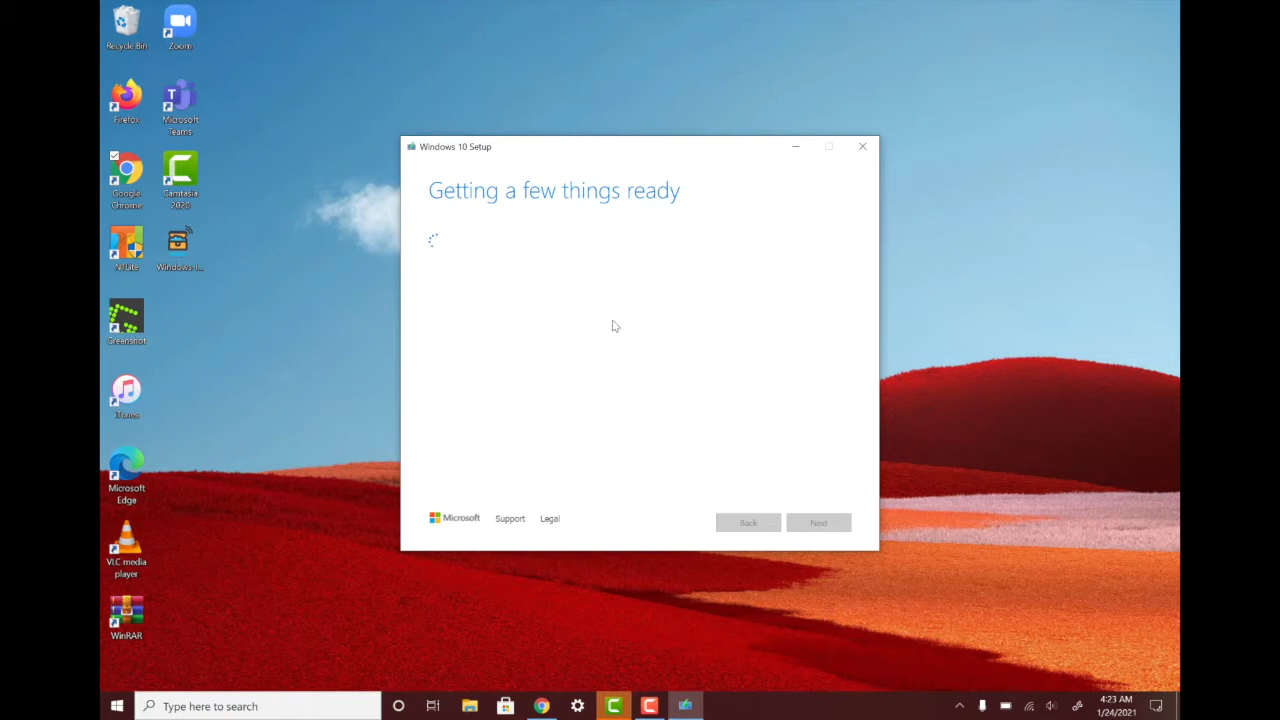 Recycle Bin
Zoom
Firefox
Microsoft
Teams
Google
Chrome
Camtasia
2020
NTLite
Windows-I...
Greenshot
iTunes
Microsoft
Edge
VLC media
player
WinRAR
Windows 10 Setup
Getting a few things ready
Microsoft
Support
Legal
Back
Next
Type here to search
4:23 AM
1/24/2021